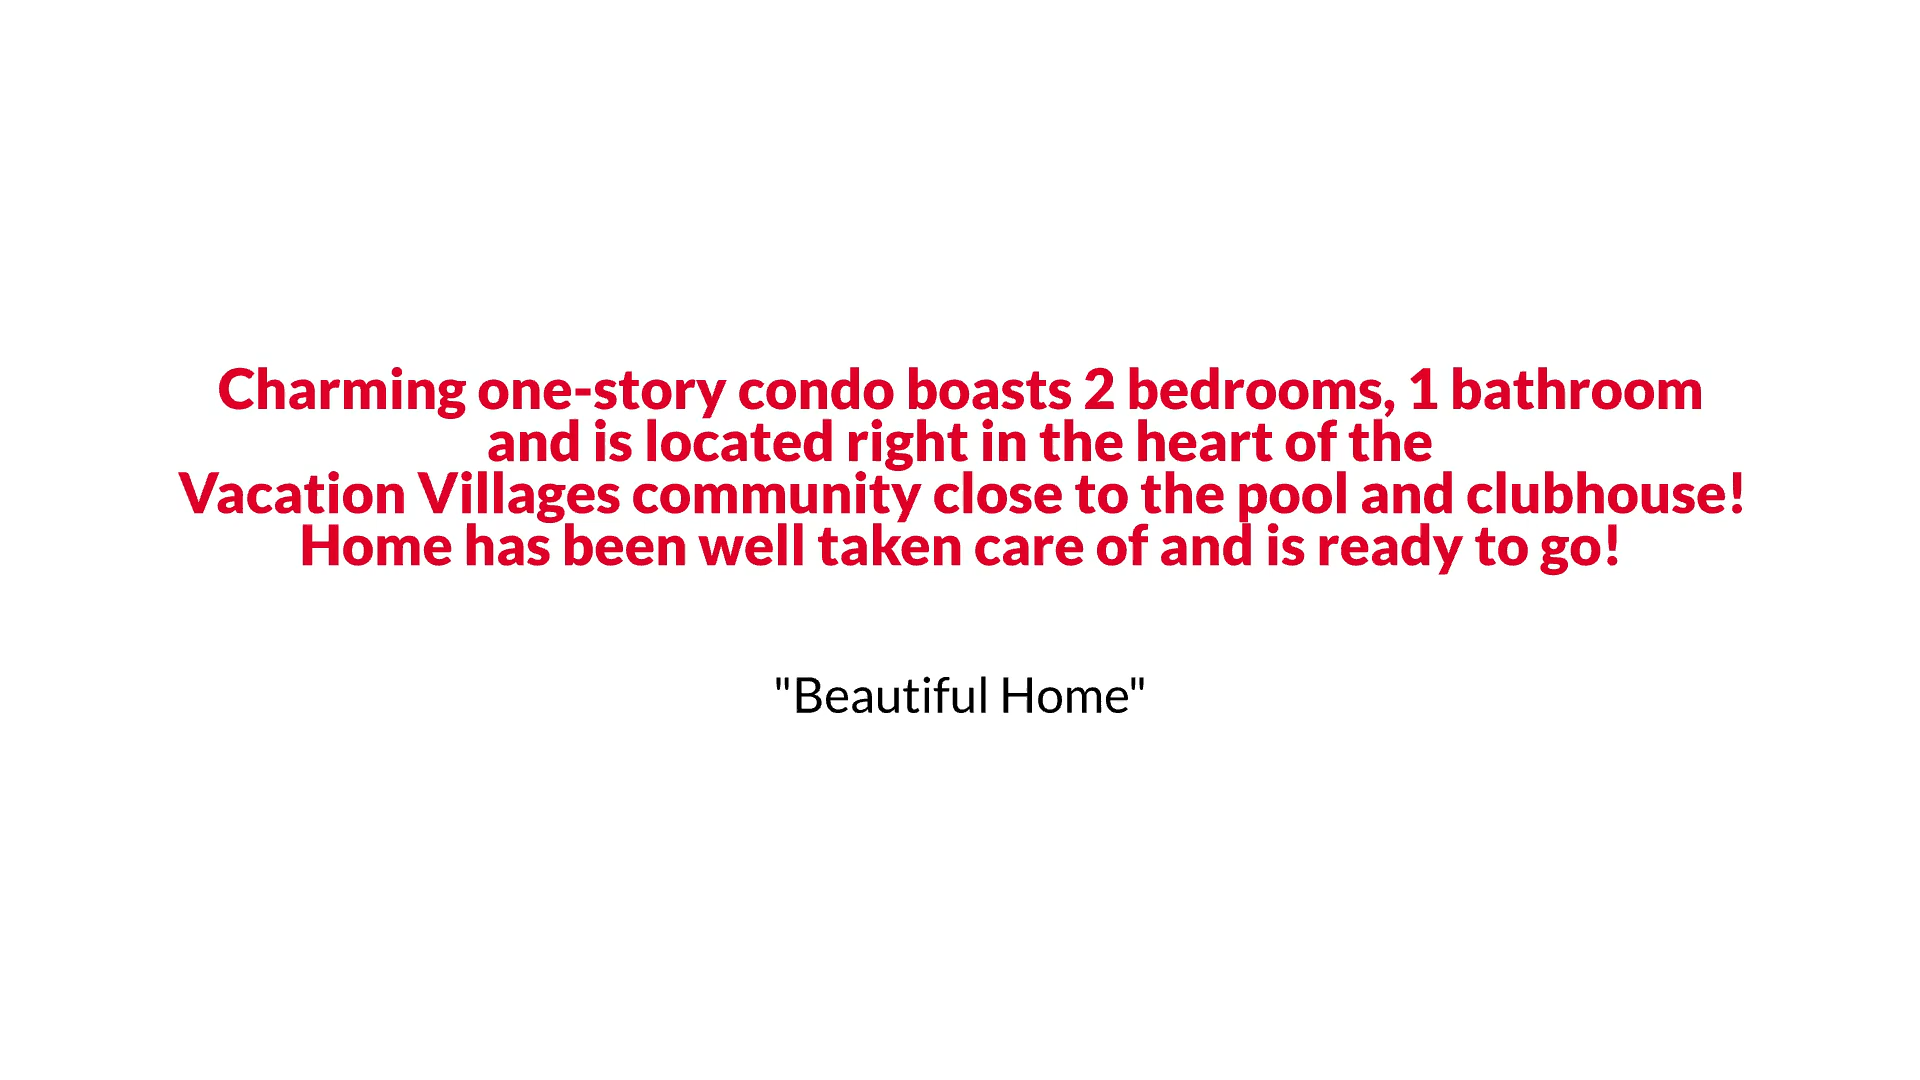 Charming one-story condo boasts 2 bedrooms, 1 bathroom
and is located right in the heart of the
Vacation Villages community close to the pool and clubhouse!
Home has been well taken care of and is ready to go!
"Beautiful Home"